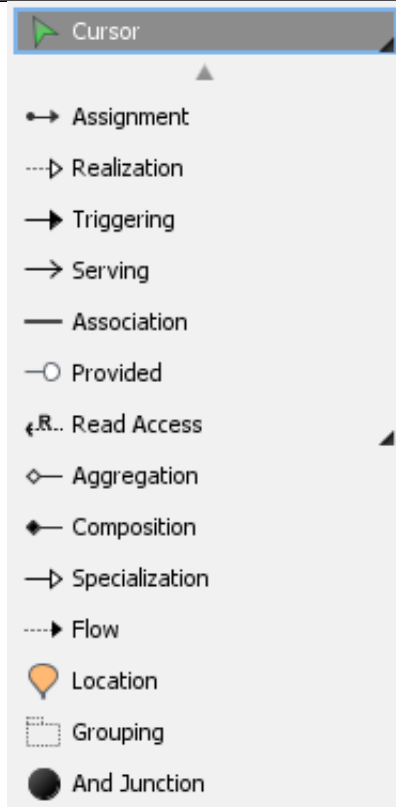 Cursor
Assignment
Realization
Triggering
Serving
Association
Provided
R Read Access
Aggregation
Composition
Specialization
Flow
Location
Grouping
And Junction